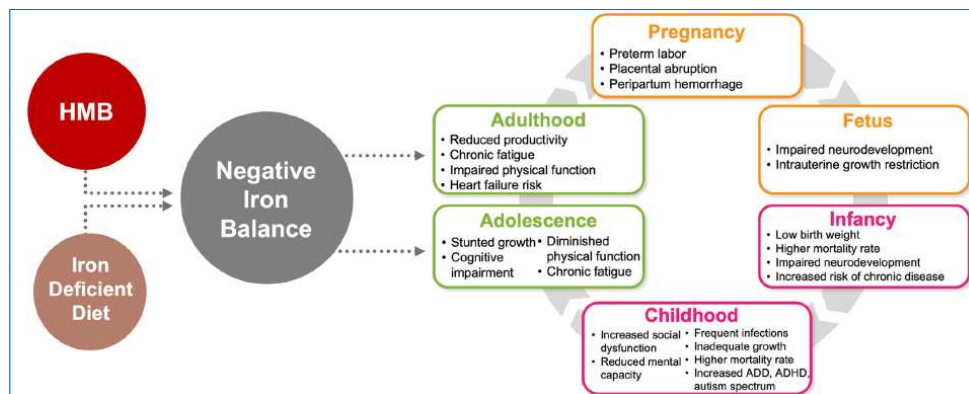 HMB
Iron
Deficient
Diet
Negative
Iron
Balance
Adulthood
• Reduced productivity
• Chronic fatigue
• Impaired physical function
• Heart failure risk
Adolescence
• Stunted growth
• Cognitive
impairment
• Diminished
physical function
• Chronic fatigue
Pregnancy
• Preterm labor
• Placental abruption
• Peripartum hemorrhage
Fetus
• Impaired neurodevelopment
• Intrauterine growth restriction
Infancy
• Low birth weight
• Higher mortality rate
• Impaired neurodevelopment
• Increased risk of chronic disease
Childhood
• Increased social
dysfunction
• Reduced mental
capacity
• Frequent infections
• Inadequate growth
• Higher mortality rate
• Increased ADD, ADHD,
autism spectrum